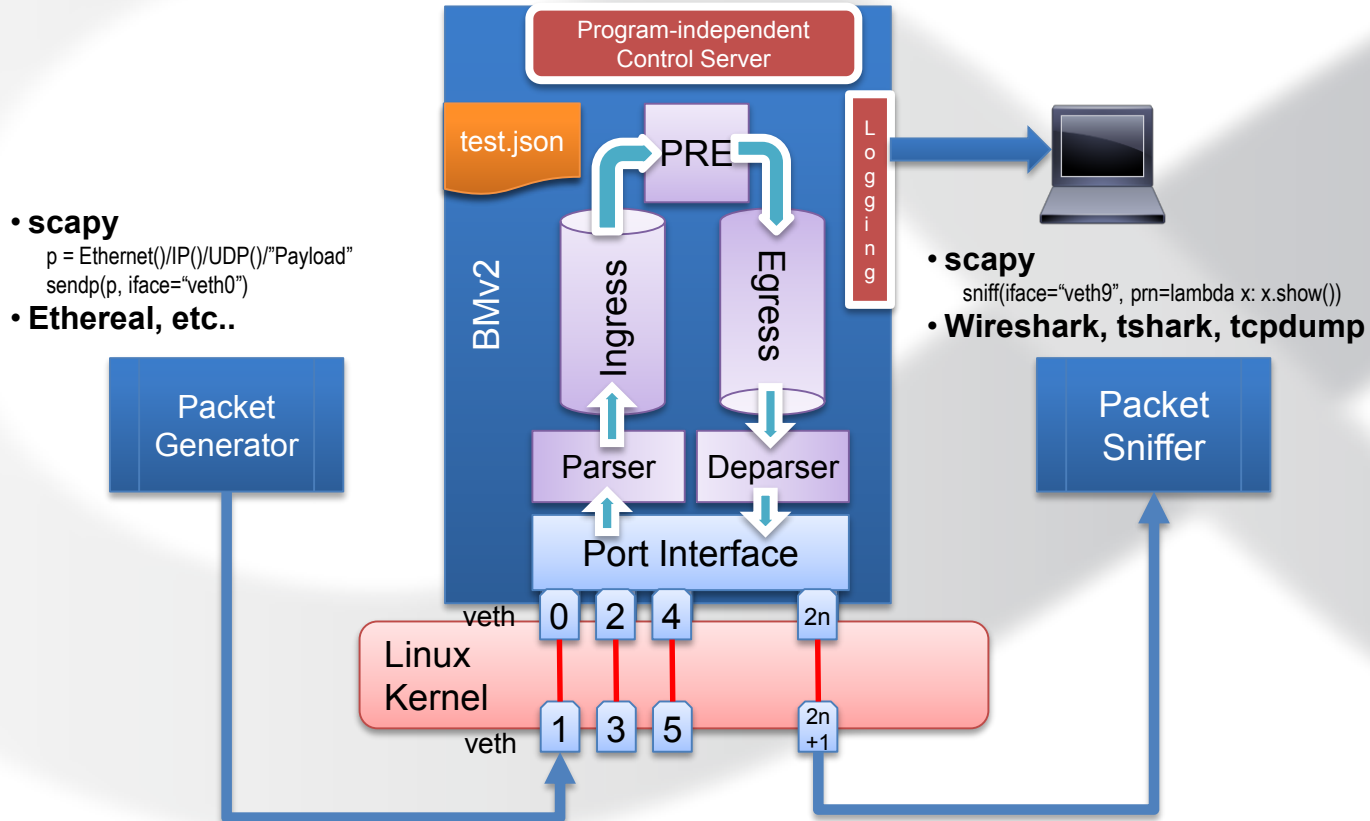 Program-independent
Control Server
test.json
PRE
Logging
BMv2
Ingress
Egress
• scapy
p = Ethernet()/IP()/UDP()/”Payload”
sendp(p, iface=“veth0”)
• Ethereal, etc..
• scapy
sniff(iface=“veth9”, prn=lambda x: x.show())
• Wireshark, tshark, tcpdump
Packet
Generator
Packet
Sniffer
Parser
Deparser
Port Interface
veth
0
2
4
2n
Linux
Kernel
veth
1
3
5
2n
+1